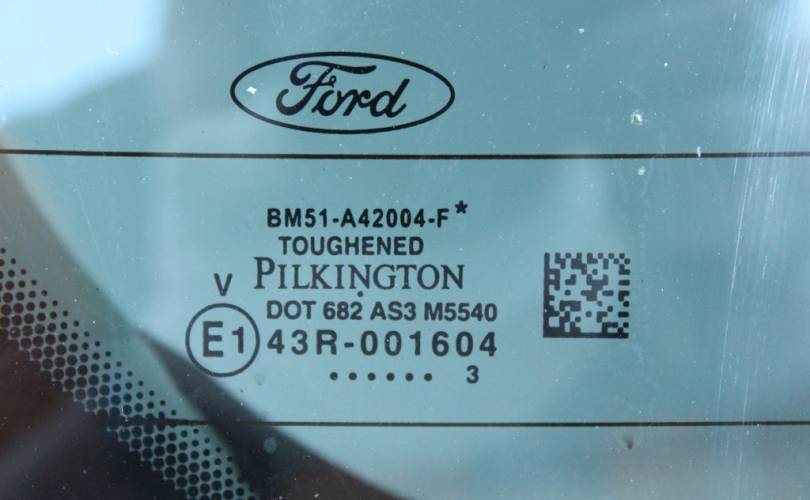 Ford
BM51-A42004-F*
TOUGHENED
V PILKINGTON
DOT 682 AS3 M5540
E1 43R-001604
...... 3